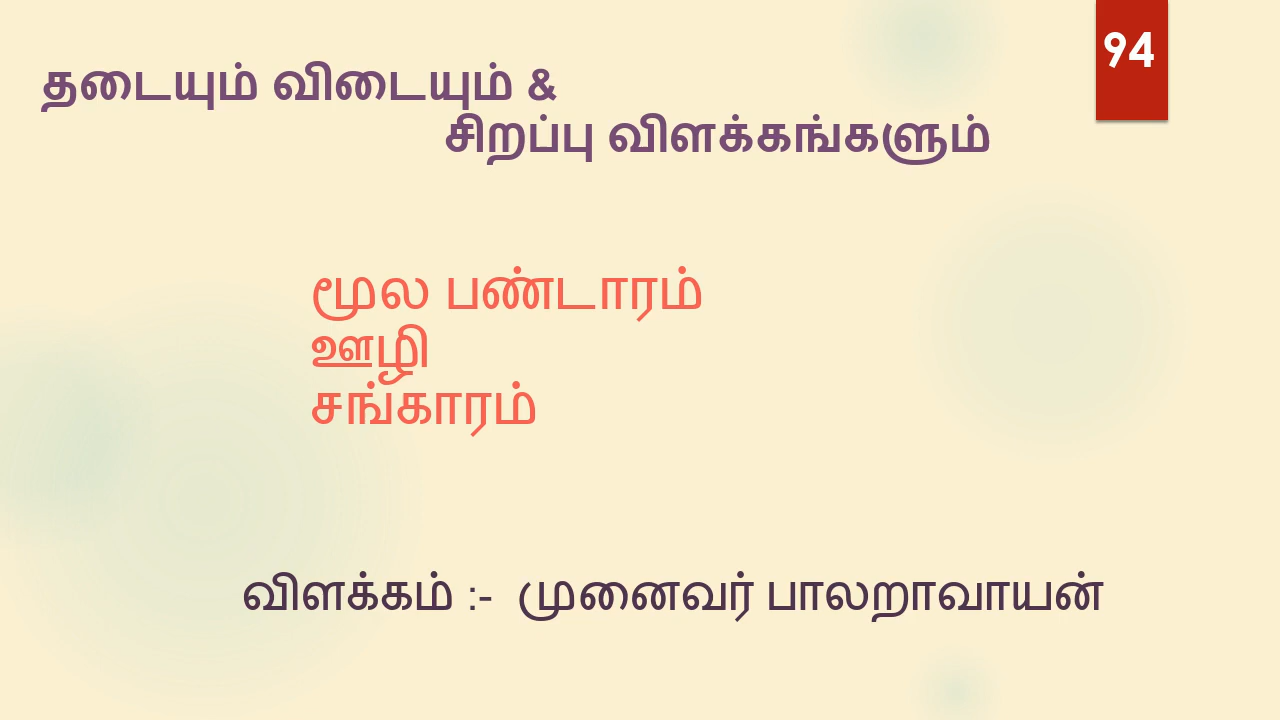 94
தடையும் விடையும் &
சிறப்பு விளக்கங்களும்
மூல பண்டாரம்
ஊழி
சங்காரம்
விளக்கம் :- முனைவர் பாலறாவாயன்